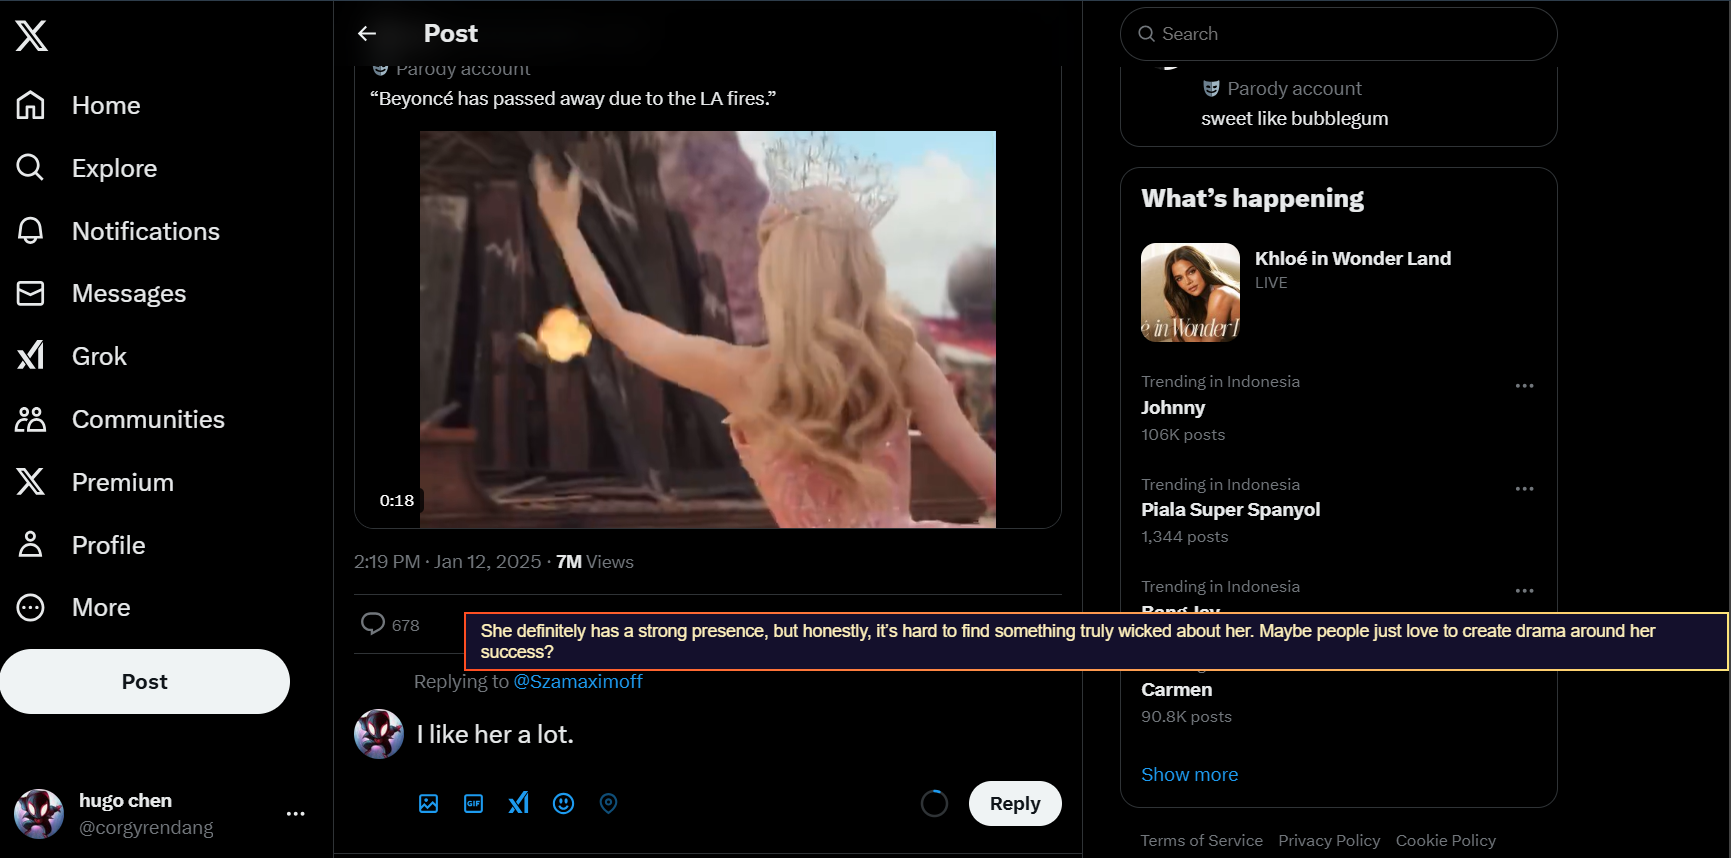 Home
Explore
Notifications
Messages
Grok
Communities
Premium
Profile
More
Post
hugo chen
@corgyrendang
Post
Parody account
“Beyoncé has passed away due to the LA fires.”
0:18
2:19 PM · Jan 12, 2025 · 7M Views
678
She definitely has a strong presence, but honestly, it’s hard to find something truly wicked about her. Maybe people just love to create drama around her
success?
Replying to @Szamaximoff
I like her a lot.
GIF
Reply
Search
Parody account
sweet like bubblegum
What’s happening
Khloé in Wonder Land
LIVE
é in Wonder
Trending in Indonesia
Johnny
106K posts
Trending in Indonesia
Piala Super Spanyol
1,344 posts
Trending in Indonesia
Carmen
90.8K posts
Show more
Terms of Service Privacy Policy Cookie Policy